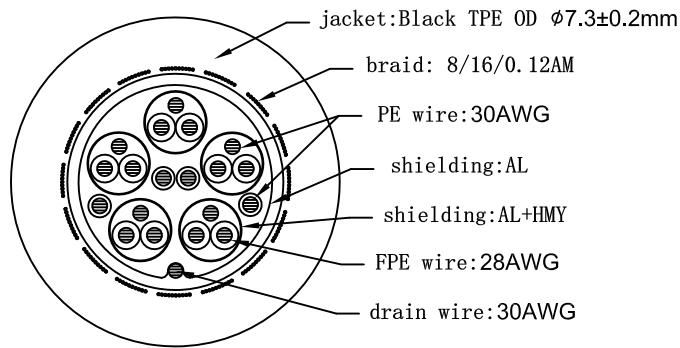 jacket:Black TPE OD Φ7.3±0.2mm
braid: 8/16/0.12AM
PE wire:30AWG
shielding:AL
shielding:AL+HMY
FPE wire:28AWG
drain wire:30AWG